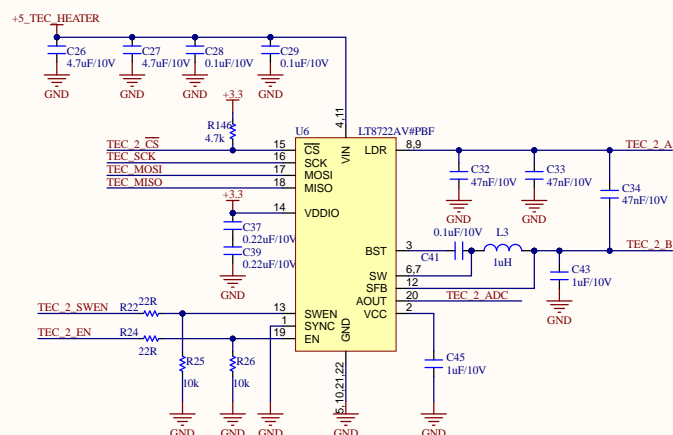 +5_TEC_HEATER
C26
4.7uF/10V
C27
4.7uF/10V
C28
0.1uF/10V
C29
0.1uF/10V
GND
GND
GND
GND
+3.3
R146
4.7k
4,11
U6
LT8722AV#PBF
TEC_2_CS
15
CS
VIN
LDR
8,9
TEC_2_A
TEC_SCK
16
SCK
TEC_MOSI
17
MOSI
TEC_MISO
18
MISO
C32
47nF/10V
C33
47nF/10V
C34
47nF/10V
GND
GND
+3.3
14
VDDIO
C37
0.22uF/10V
C39
0.22uF/10V
GND
0.1uF/10V
L3
BST
3
C41
1uH
TEC_2_B
SW
6,7
SFB
12
C43
1uF/10V
GND
AOUT
20
TEC_2_ADC
VCC
2
TEC_2_SWEN
R22
22R
13
SWEN
1
SYNC
TEC_2_EN
R24
22R
19
EN
GND
R25
10k
R26
10k
C45
1uF/10V
5,10,21,22
GND
GND
GND
GND
GND